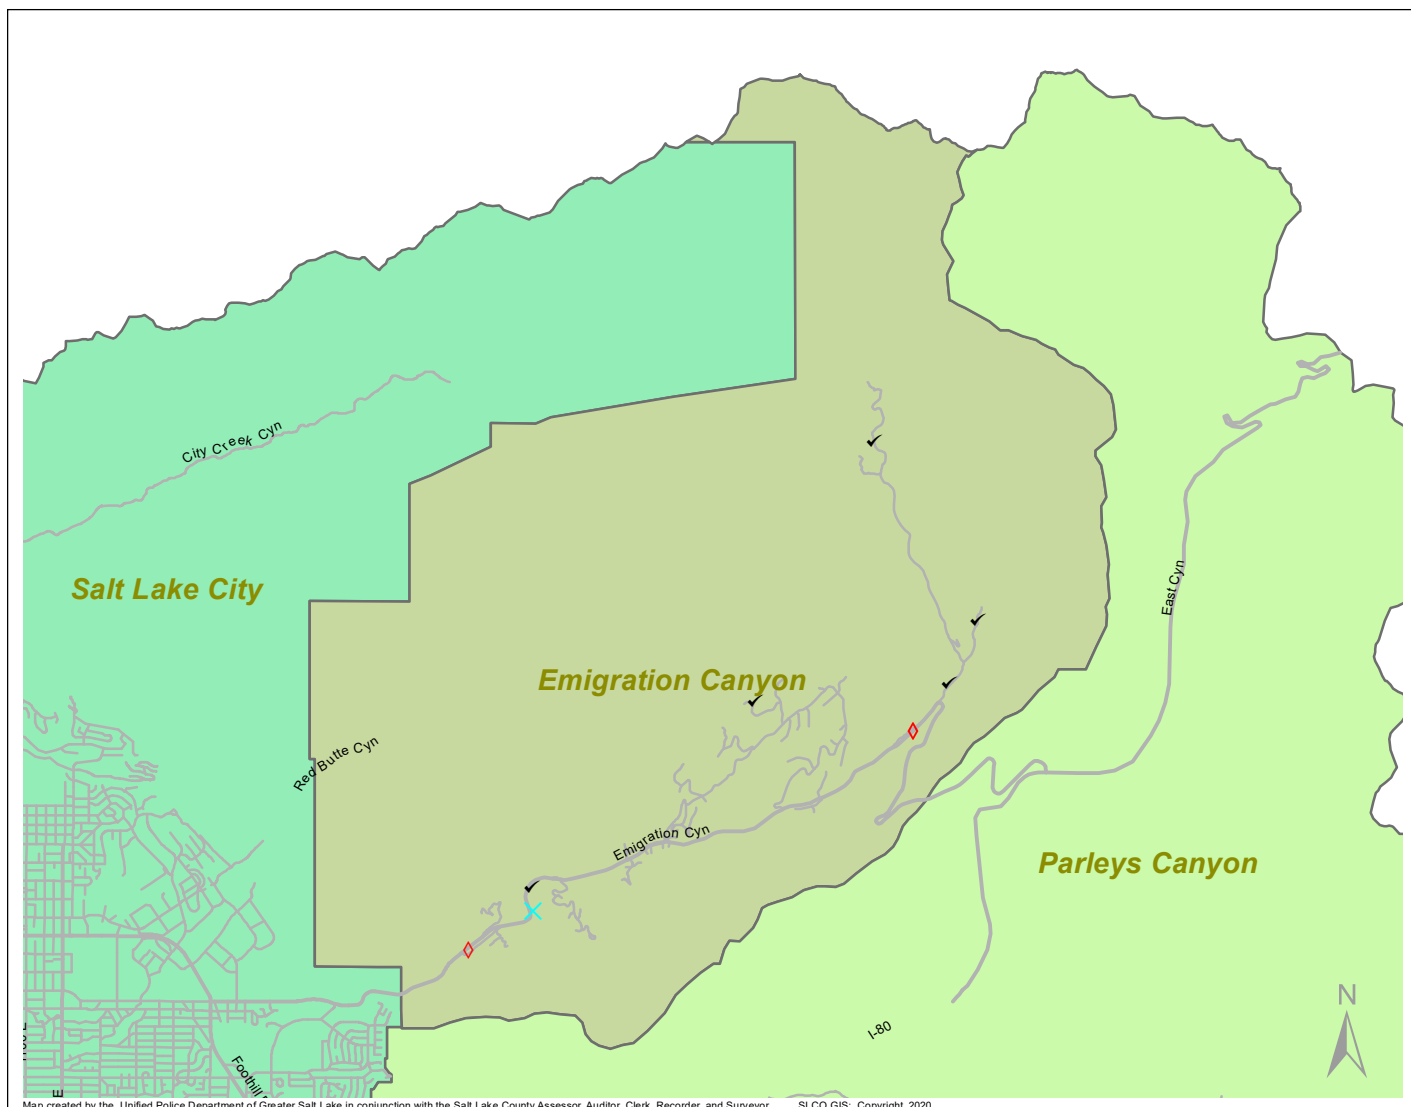 City Creek Cyn
Salt Lake City
East Cyn
Emigration Canyon
Red Butte Cyn
Emigration Cyn
Parleys Canyon
N
I-80
Foothill
E
Map created by the Unified Police Department of Greater Salt Lake in conjunction with the Salt Lake County Assessor, Auditor, Clerk, Recorder, and Surveyor. SLCO GIS: Copyright, 2020